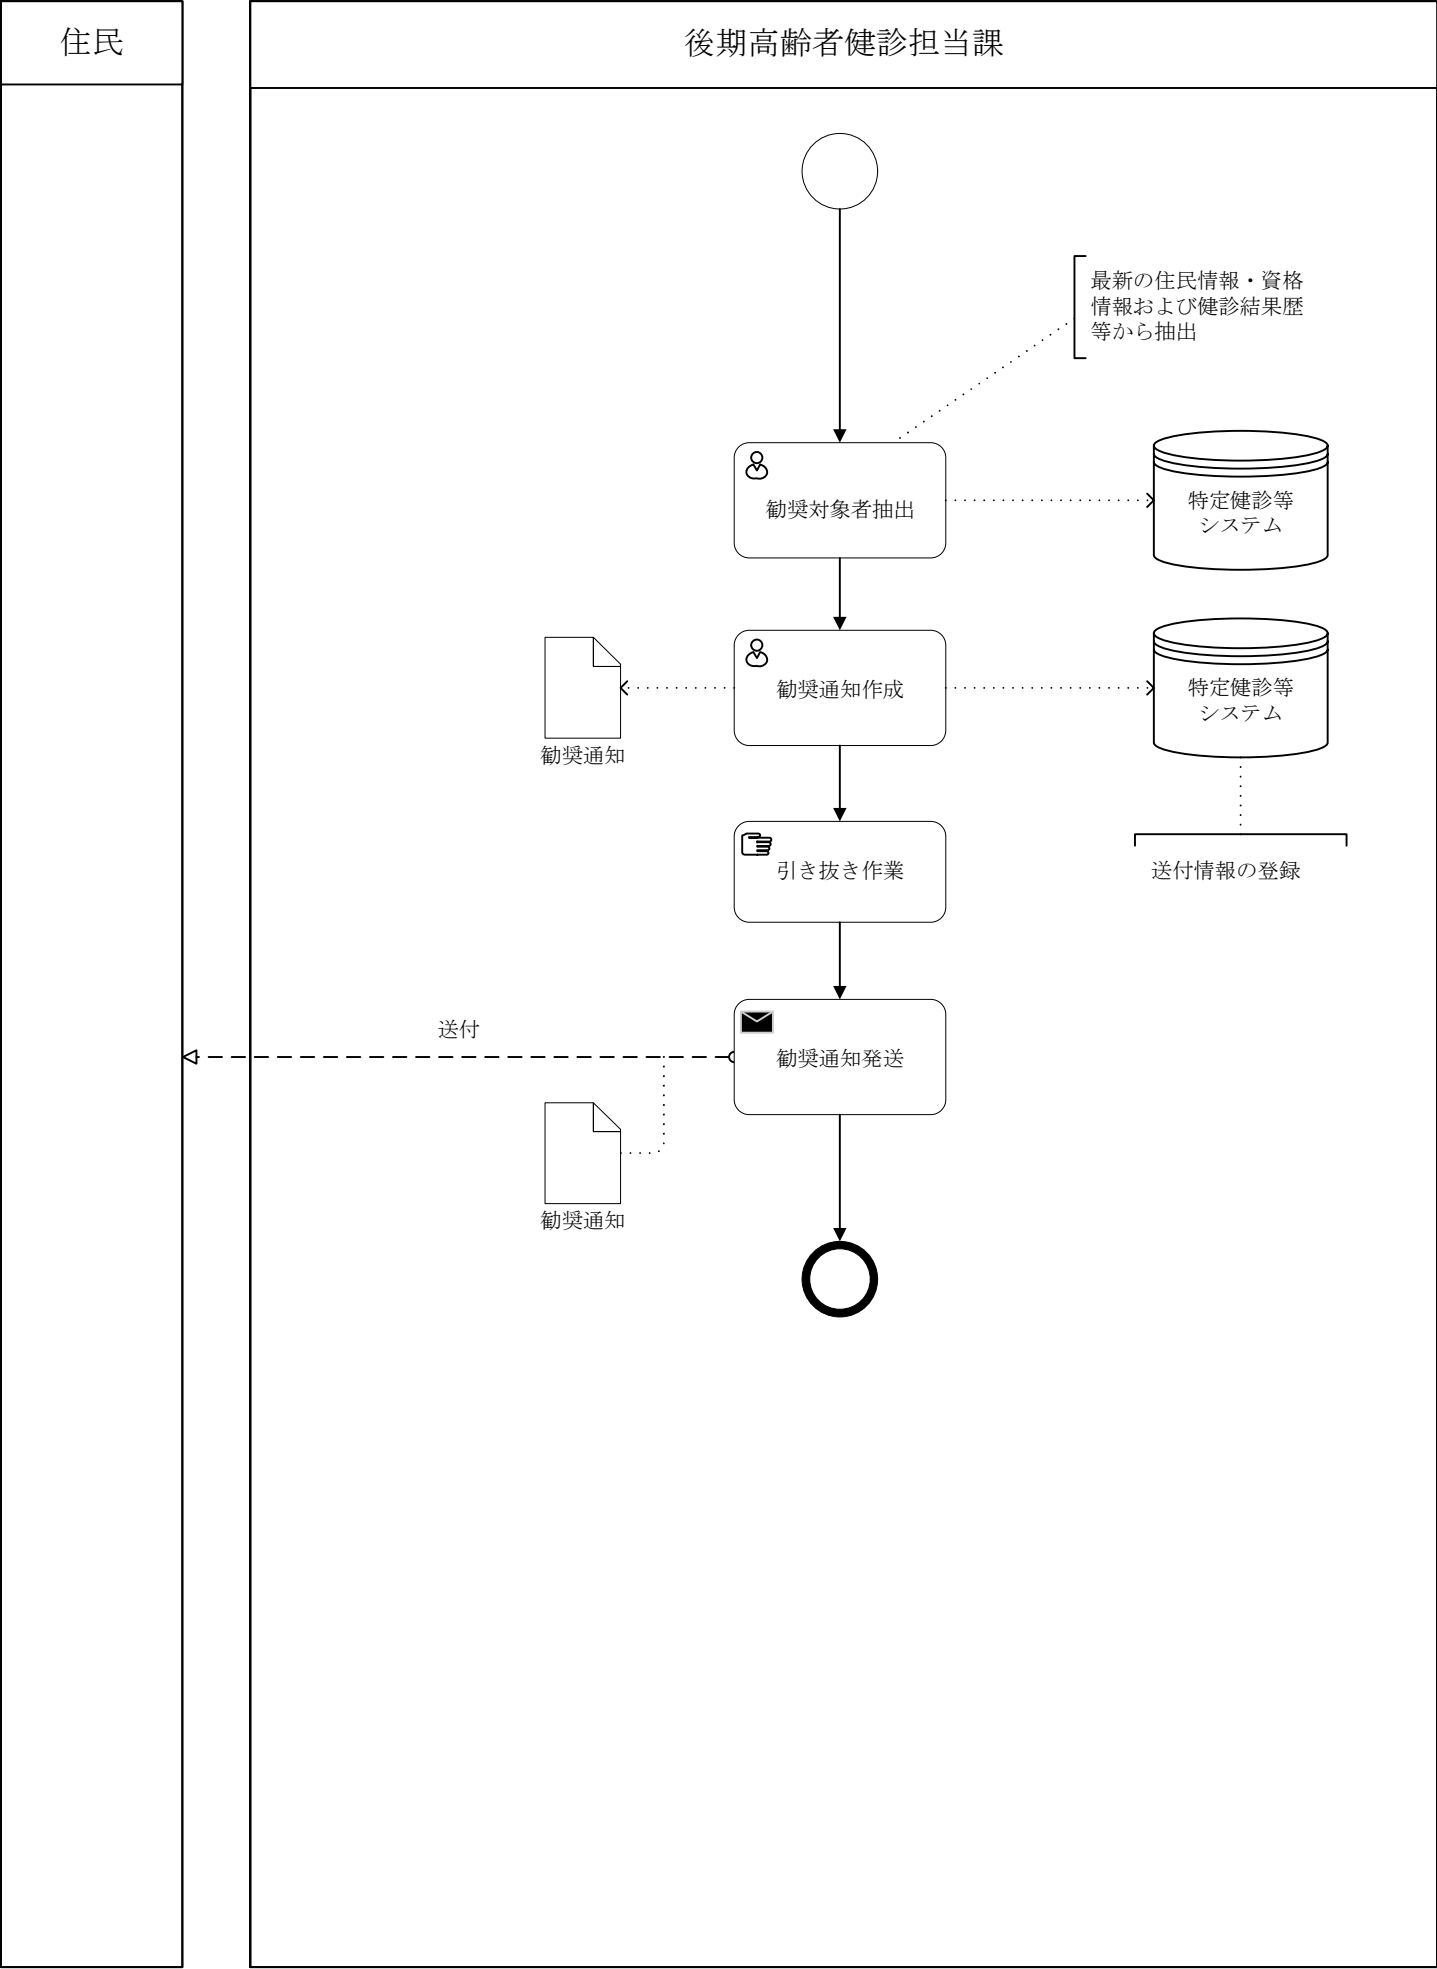 住民
後期高齢者健診担当課
最新の住民情報・資格
情報および健診結果歴
等から抽出
勧奨対象者抽出
特定健診等
システム
勧奨通知作成
特定健診等
システム
勧奨通知
引き抜き作業
送付情報の登録
送付
勧奨通知発送
勧奨通知